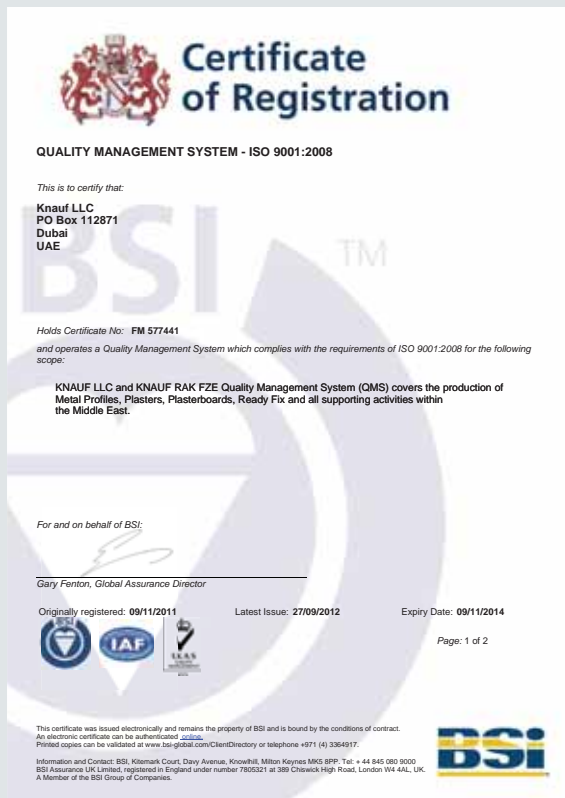 Certificate
of Registration
QUALITY MANAGEMENT SYSTEM - ISO 9001:2008
This is to certify that:
Knauf LLC
PO Box 112871
Dubai
UAE
BSI
TM
Holds Certificate No: FM 577441
and operates a Quality Management System which complies with the requirements of ISO 9001:2008 for the following
scope:
KNAUF LLC and KNAUF RAK FZE Quality Management System (QMS) covers the production of
Metal Profiles, Plasters, Plasterboards, Ready Fix and all supporting activities within
the Middle East.
For and on behalf of BSI:
Gary Fenton, Global Assurance Director
Originally registered: 09/11/2011 Latest Issue: 27/09/2012 Expiry Date: 09/11/2014
BSI
IAF
UKAS
Page: 1 of 2
This certificate was issued electronically and remains the property of BSI and is bound by the conditions of contract.
An electronic certificate can be authenticated online.
Printed copies can be validated at www.bsi-global.com/ClientDirectory or telephone +971 (4) 3364917.
Information and Contact: BSI, Kitemark Court, Davy Avenue, Knowlhill, Milton Keynes MK5 8PP. Tel: + 44 845 080 9000
BSI Assurance UK Limited, registered in England under number 7805321 at 389 Chiswick High Road, London W4 4AL, UK.
A Member of the BSI Group of Companies.
BSi